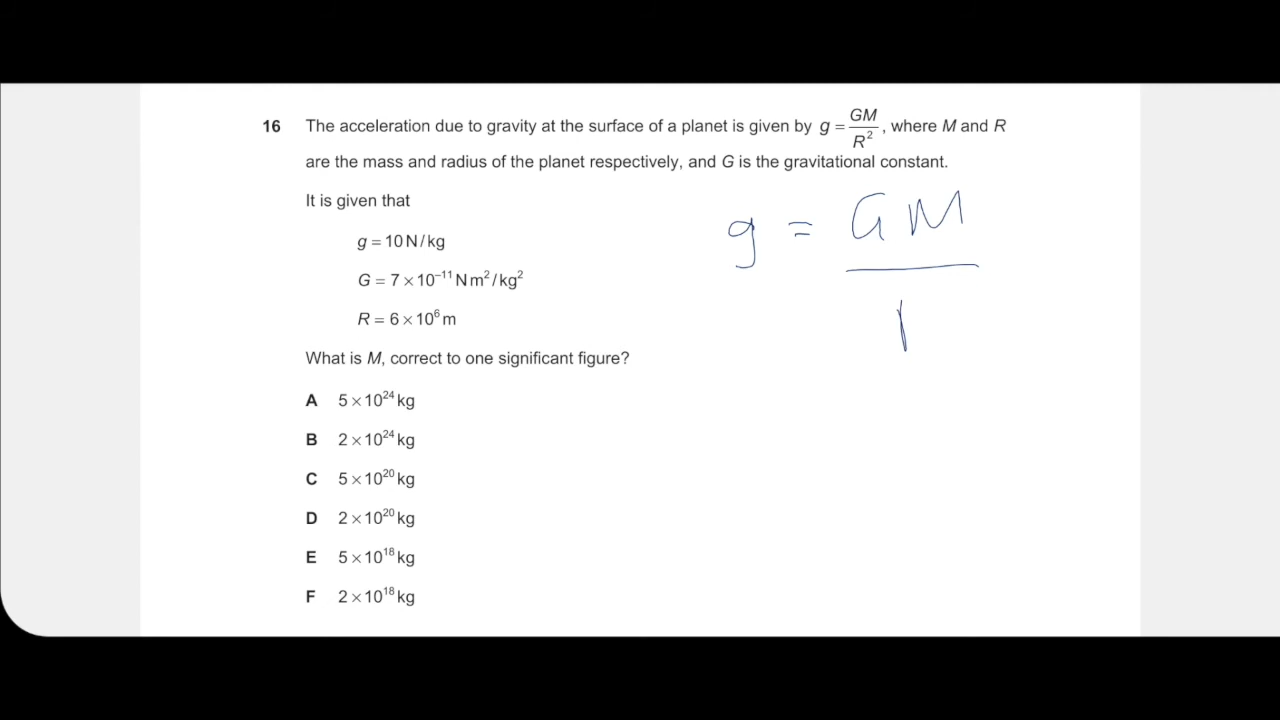 16 The acceleration due to gravity at the surface of a planet is given by g = GM/R², where M and R
are the mass and radius of the planet respectively, and G is the gravitational constant.
It is given that
g = GM
g = 10 N/kg
G = 7 × 10⁻¹¹ N m²/kg²
R = 6 × 10⁶ m
What is M, correct to one significant figure?
A 5 × 10²⁴ kg
B 2 × 10²⁴ kg
C 5 × 10²⁰ kg
D 2 × 10²⁰ kg
E 5 × 10¹⁸ kg
F 2 × 10¹⁸ kg